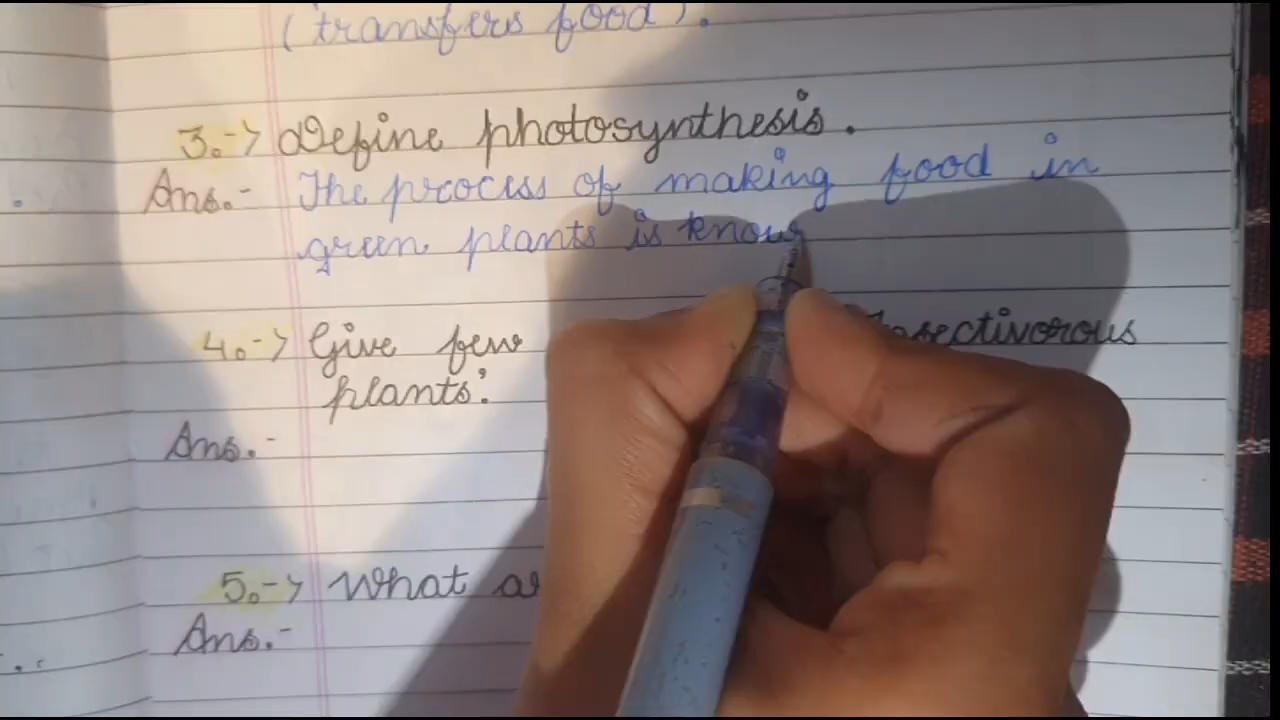 (transfers food).
3.-> Define photosynthesis.
Ans.- The process of making food in
green plants is know
4.-> Give few Insectivorous
plants:
Ans.-
5.-> What
Ans.-